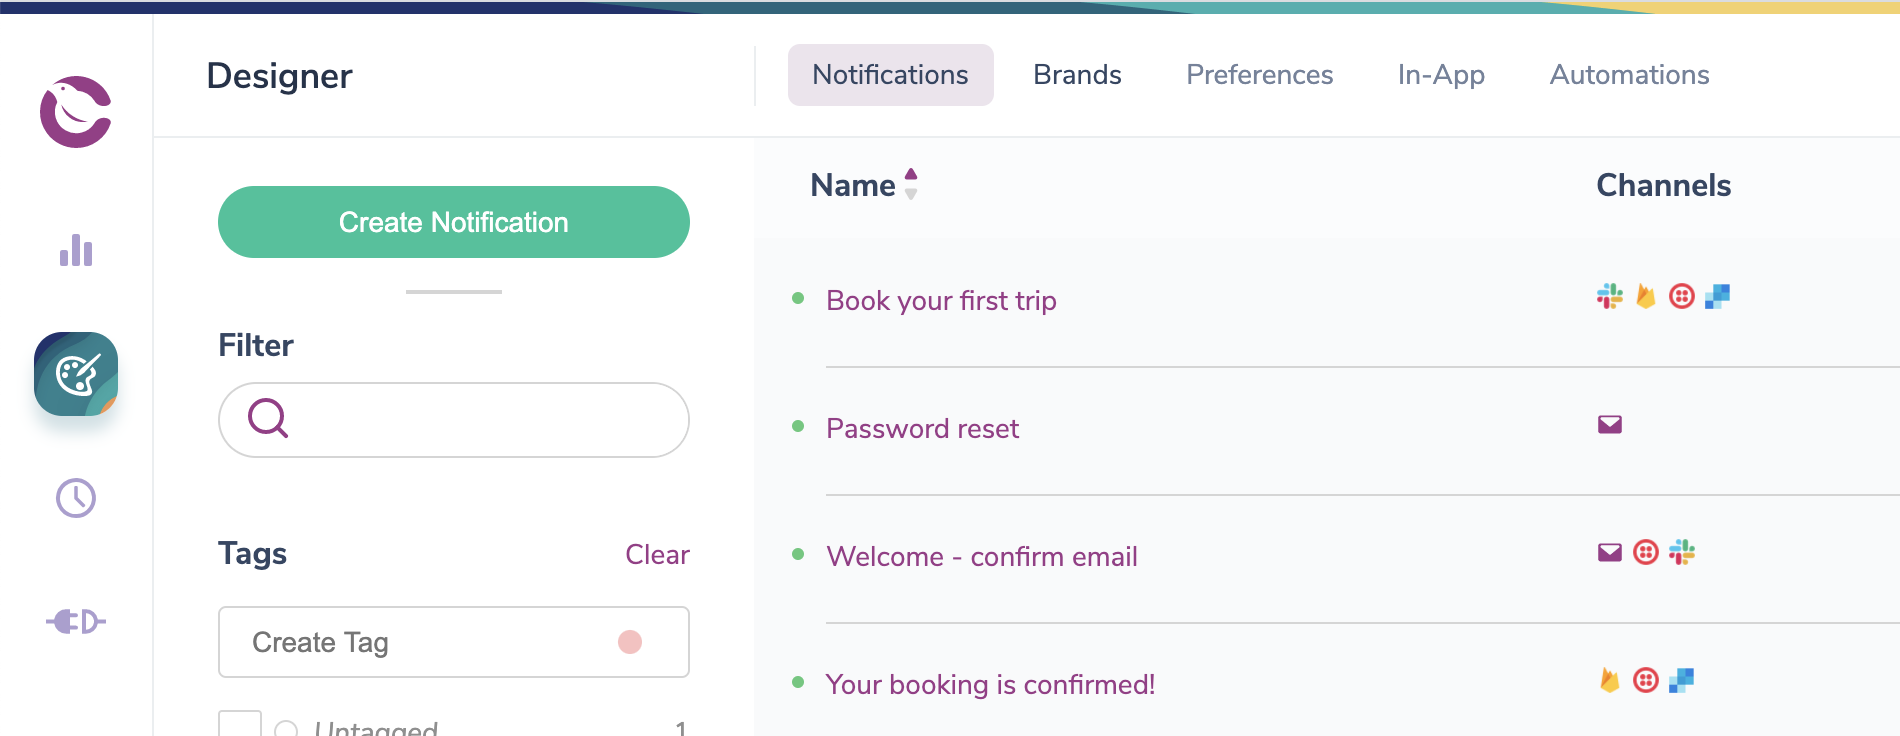 Designer
Notifications Brands Preferences In-App Automations
Create Notification
Filter
Tags Clear
Create Tag
Untagged 1
Name Channels
Book your first trip
Password reset
Welcome - confirm email
Your booking is confirmed!